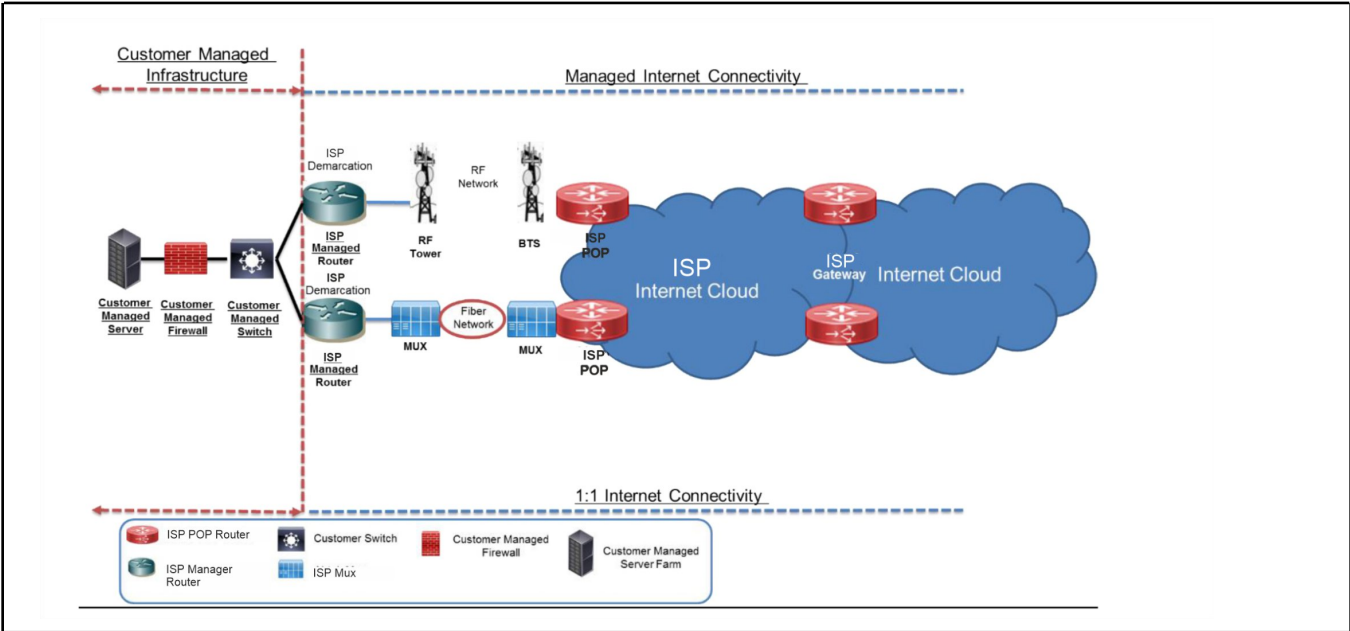 Customer Managed
Infrastructure
Managed Internet Connectivity
ISP
Demarcation
RF
Network
ISP
Managed
Router
RF
Tower
BTS
ISP
POP
ISP
Demarcation
ISP
Internet Cloud
ISP
Gateway
Internet Cloud
Customer
Managed
Server
Customer
Managed
Firewall
Customer
Managed
Switch
Fiber
Network
MUX
MUX
ISP
Managed
Router
ISP
POP
1:1 Internet Connectivity
ISP POP Router
Customer Switch
Customer Managed
Firewall
Customer Managed
Server Farm
ISP Manager
Router
ISP Mux